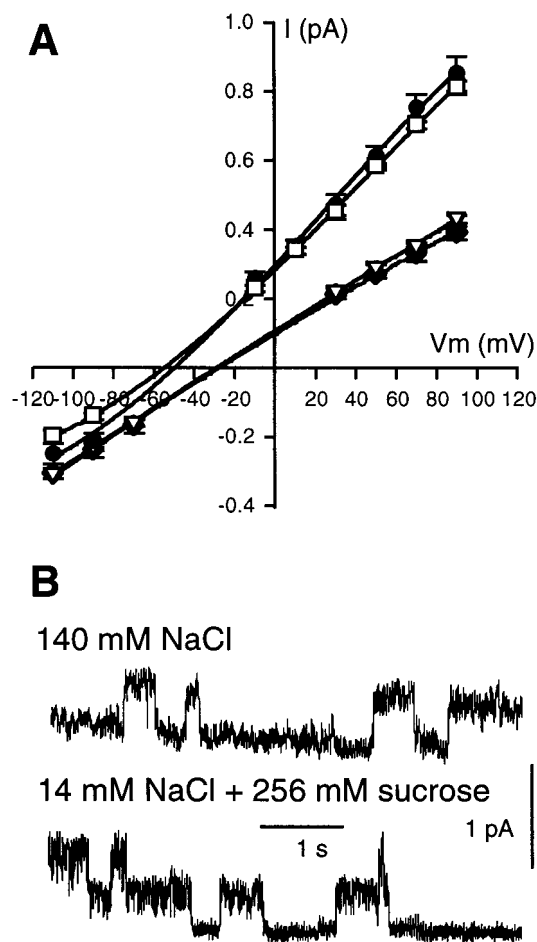 A
I (pA)
1.0
0.8
0.6
0.4
0.2
Vm (mV)
-120 -100 -80 -60 -40 -20 20 40 60 80 100 120
-0.2
-0.4
B
140 mM NaCl
14 mM NaCl + 256 mM sucrose
1 s
1 pA